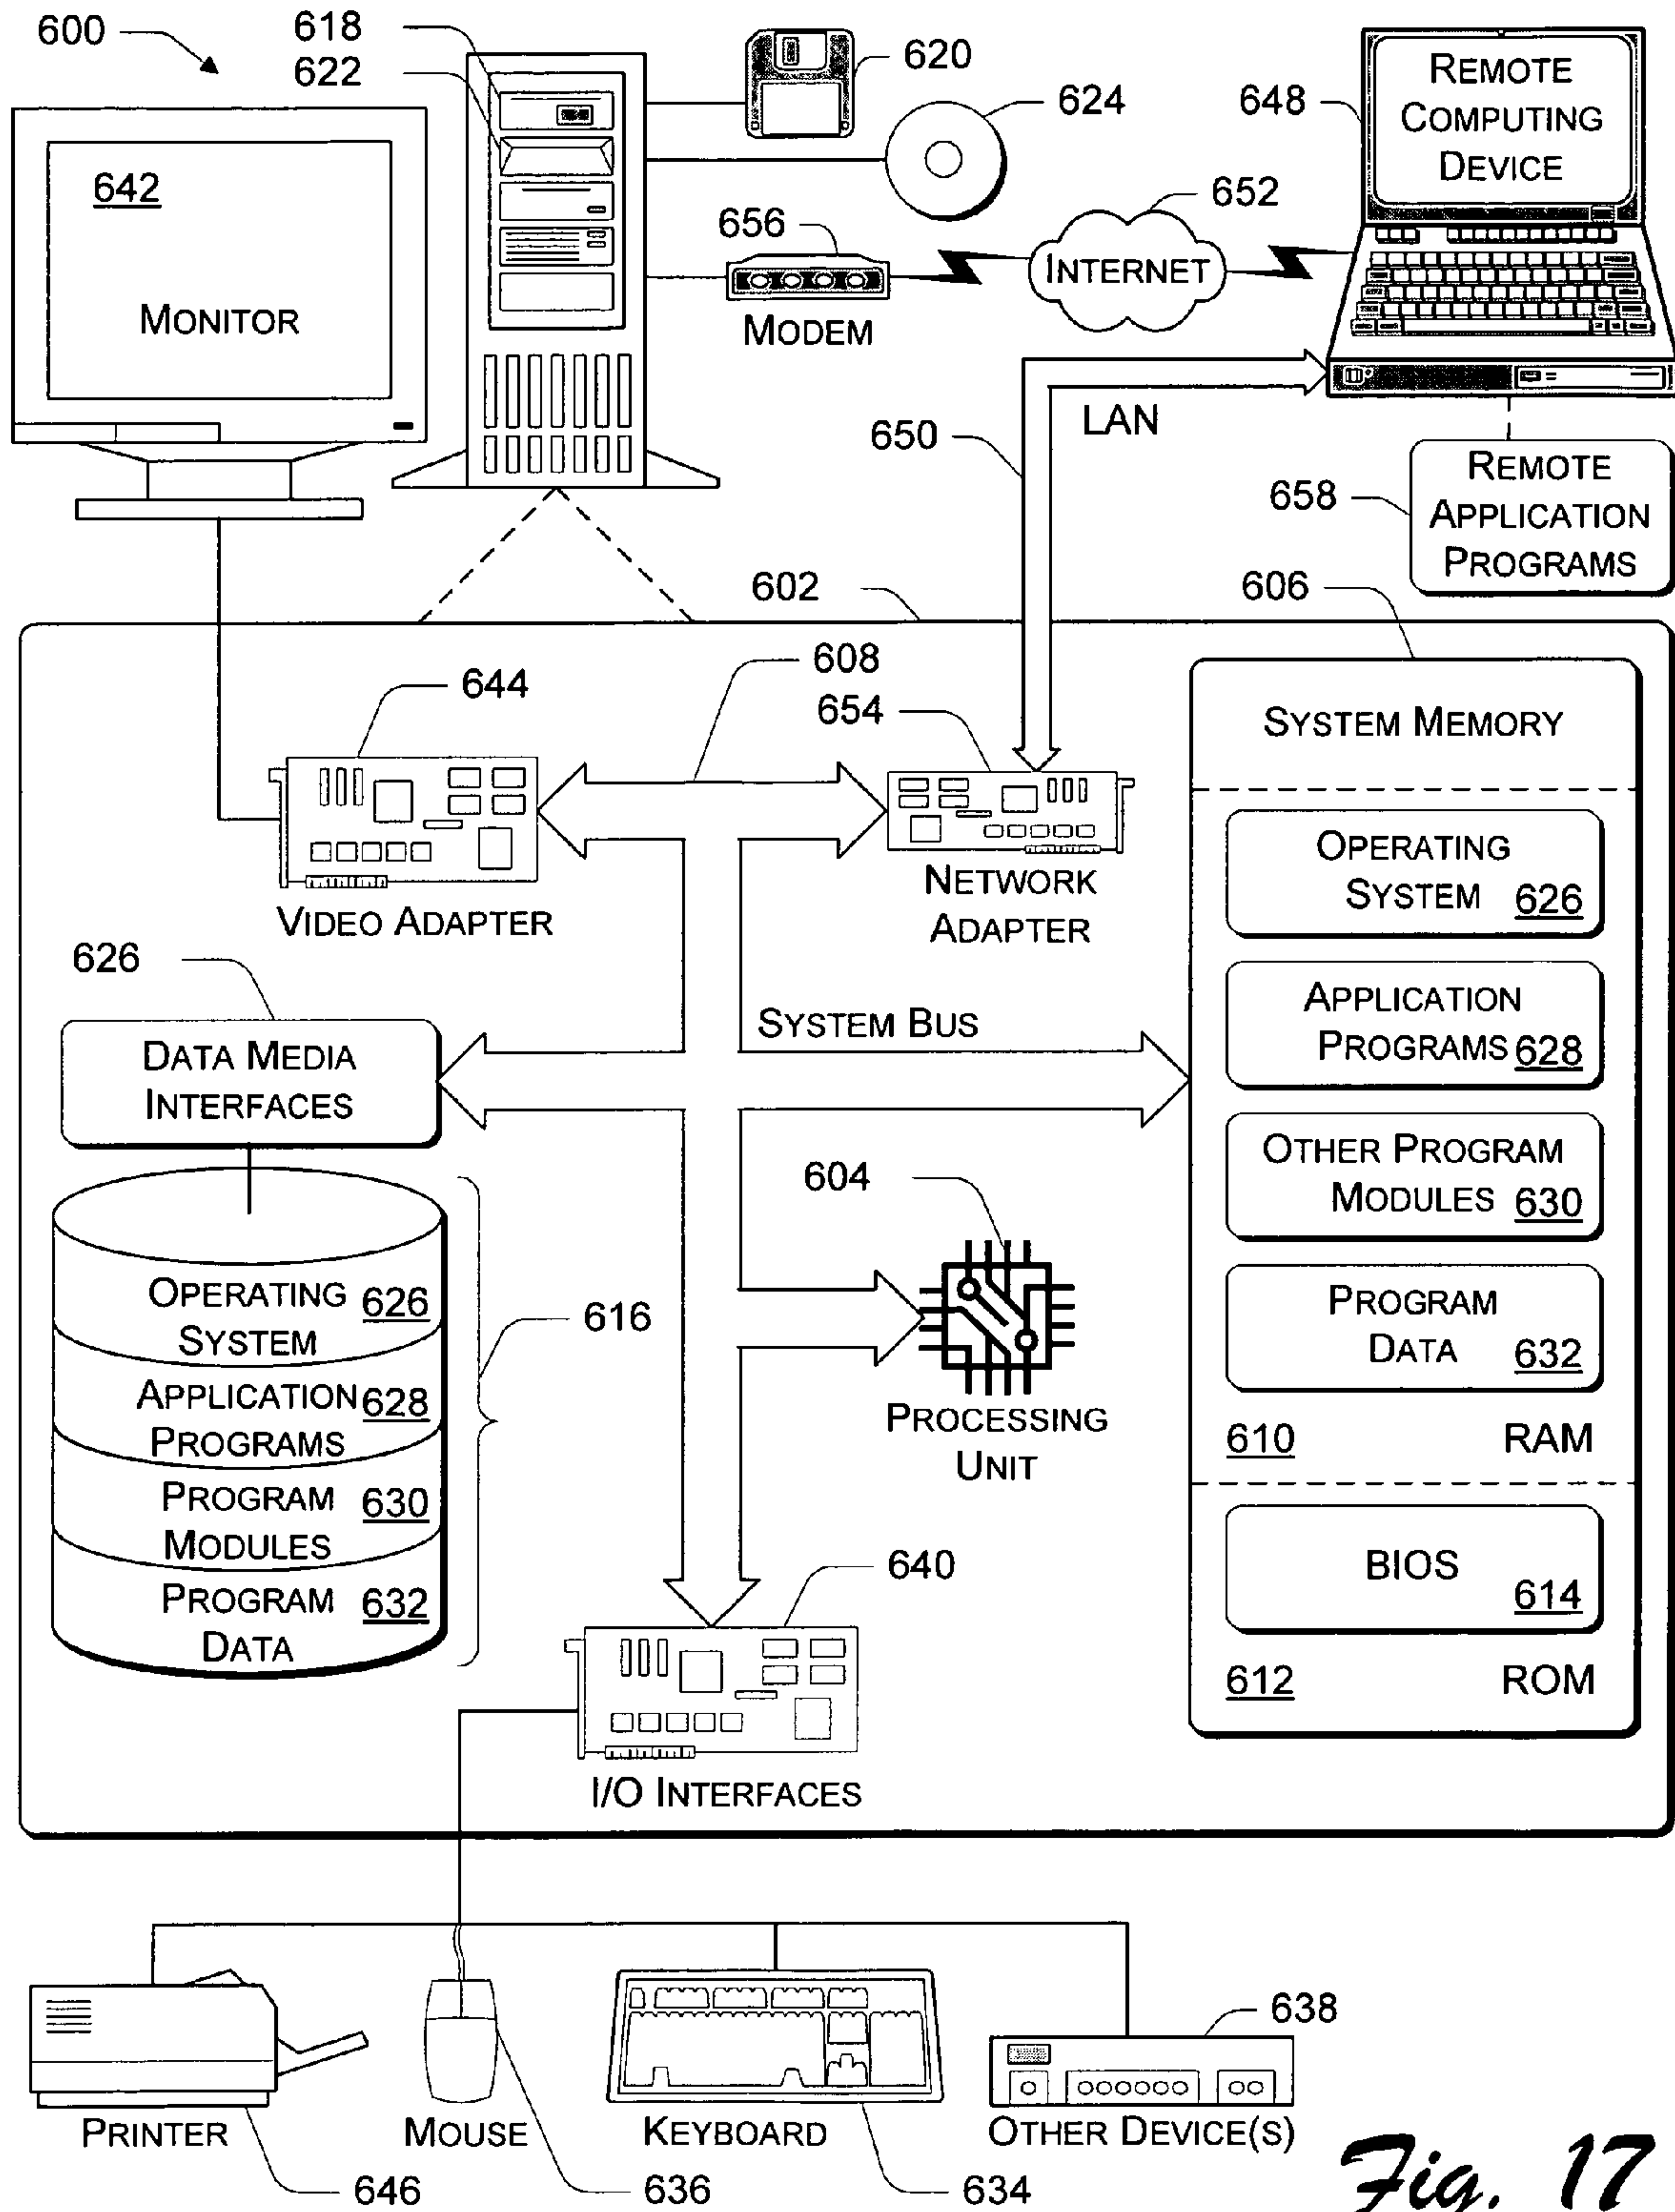 600
618
622
620
624
648
REMOTE
COMPUTING
DEVICE
642
MONITOR
656
MODEM
652
INTERNET
650
LAN
658
REMOTE
APPLICATION
PROGRAMS
602
606
608
644
654
VIDEO ADAPTER
NETWORK
ADAPTER
SYSTEM MEMORY
OPERATING
SYSTEM 626
APPLICATION
PROGRAMS 628
OTHER PROGRAM
MODULES 630
PROGRAM
DATA 632
610 RAM
BIOS
614
612 ROM
626
DATA MEDIA
INTERFACES
SYSTEM BUS
604
PROCESSING
UNIT
OPERATING 626
SYSTEM
APPLICATION 628
PROGRAMS
PROGRAM 630
MODULES
PROGRAM 632
DATA
616
640
I/O INTERFACES
PRINTER
646
MOUSE
636
KEYBOARD
634
638
OTHER DEVICE(S)
Fig. 17